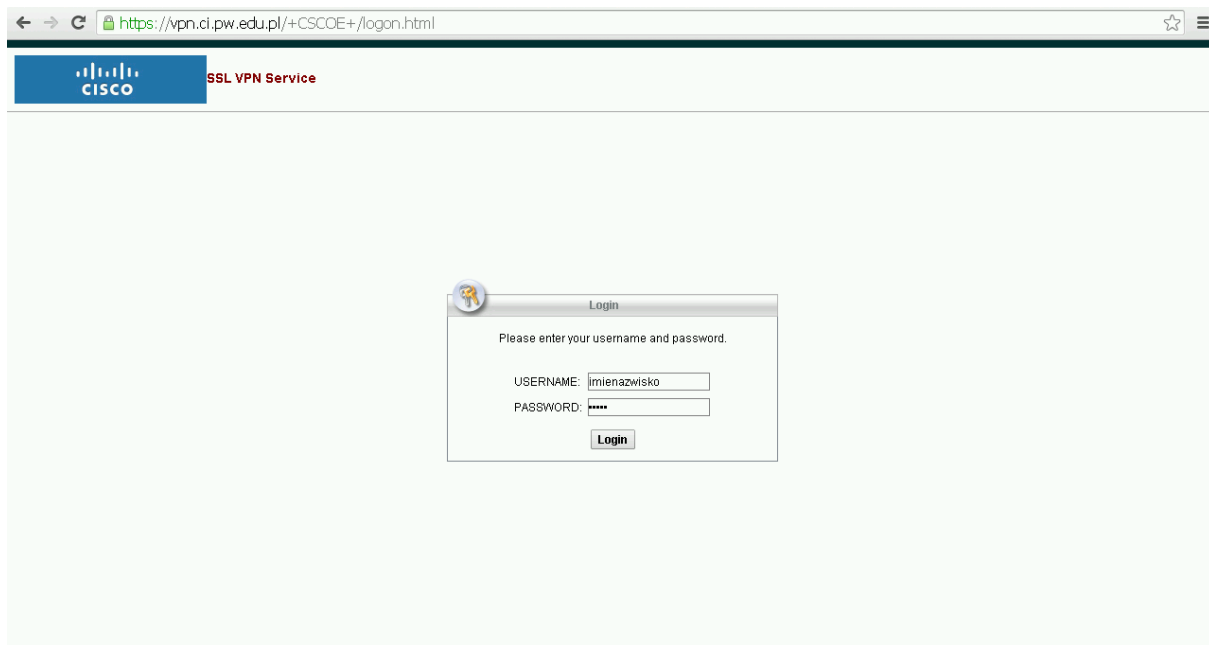 https://vpn.ci.pw.edu.pl/+CSCOE+/logon.html
CISCO
SSL VPN Service
Login
Please enter your username and password.
USERNAME: imienazwisko
PASSWORD: •••••
Login